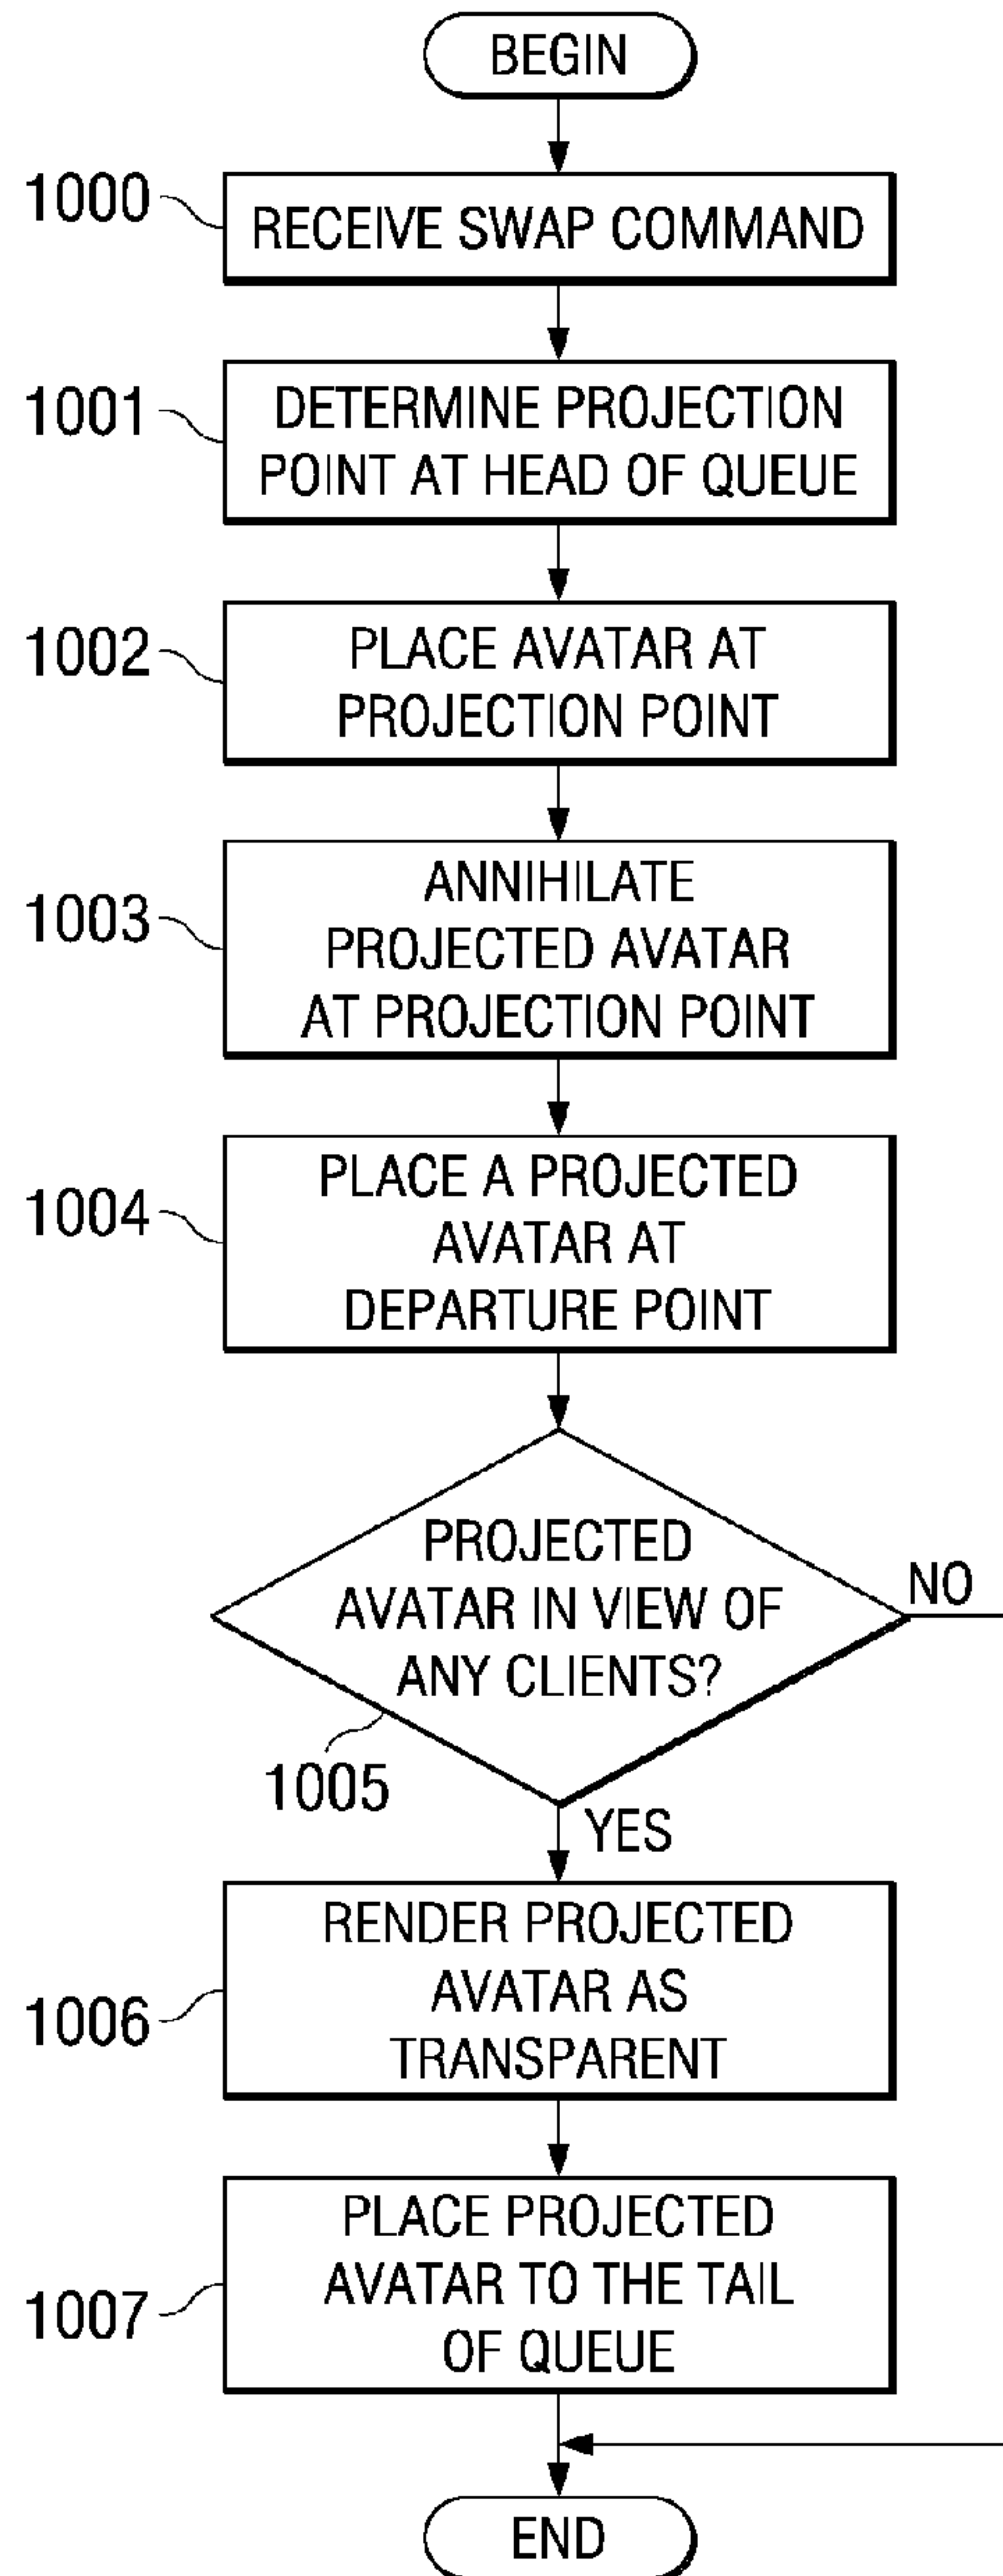 BEGIN
1000
RECEIVE SWAP COMMAND
1001
DETERMINE PROJECTION
POINT AT HEAD OF QUEUE
1002
PLACE AVATAR AT
PROJECTION POINT
1003
ANNIHILATE
PROJECTED AVATAR
AT PROJECTION POINT
1004
PLACE A PROJECTED
AVATAR AT
DEPARTURE POINT
PROJECTED
AVATAR IN VIEW OF
ANY CLIENTS?
NO
1005
YES
1006
RENDER PROJECTED
AVATAR AS
TRANSPARENT
1007
PLACE PROJECTED
AVATAR TO THE TAIL
OF QUEUE
END